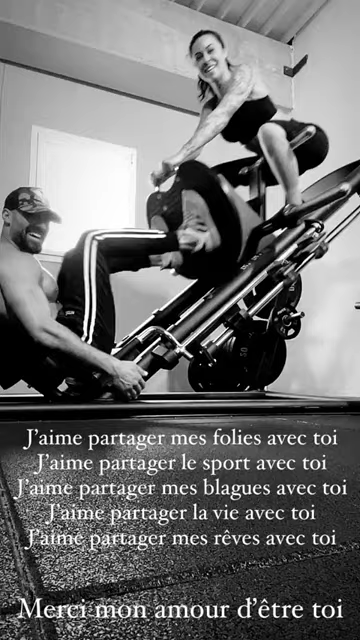 J'aime partager mes folies avec toi
J'aime partager le sport avec toi
J'aime partager mes blagues avec toi
J'aime partager la vie avec toi
J'aime partager mes rêves avec toi
Merci mon amour d'être toi